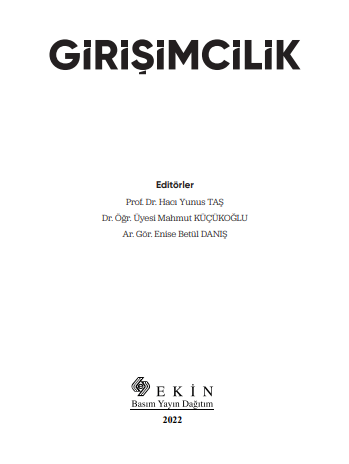 GİRİŞİMCİLİK
Editörler
Prof. Dr. Hacı Yunus TAŞ
Dr. Öğr. Üyesi Mahmut KÜÇÜKOĞLU
Ar. Gör. Enise Betül DANIŞ
EKİN
Basım Yayın Dağıtım
2022